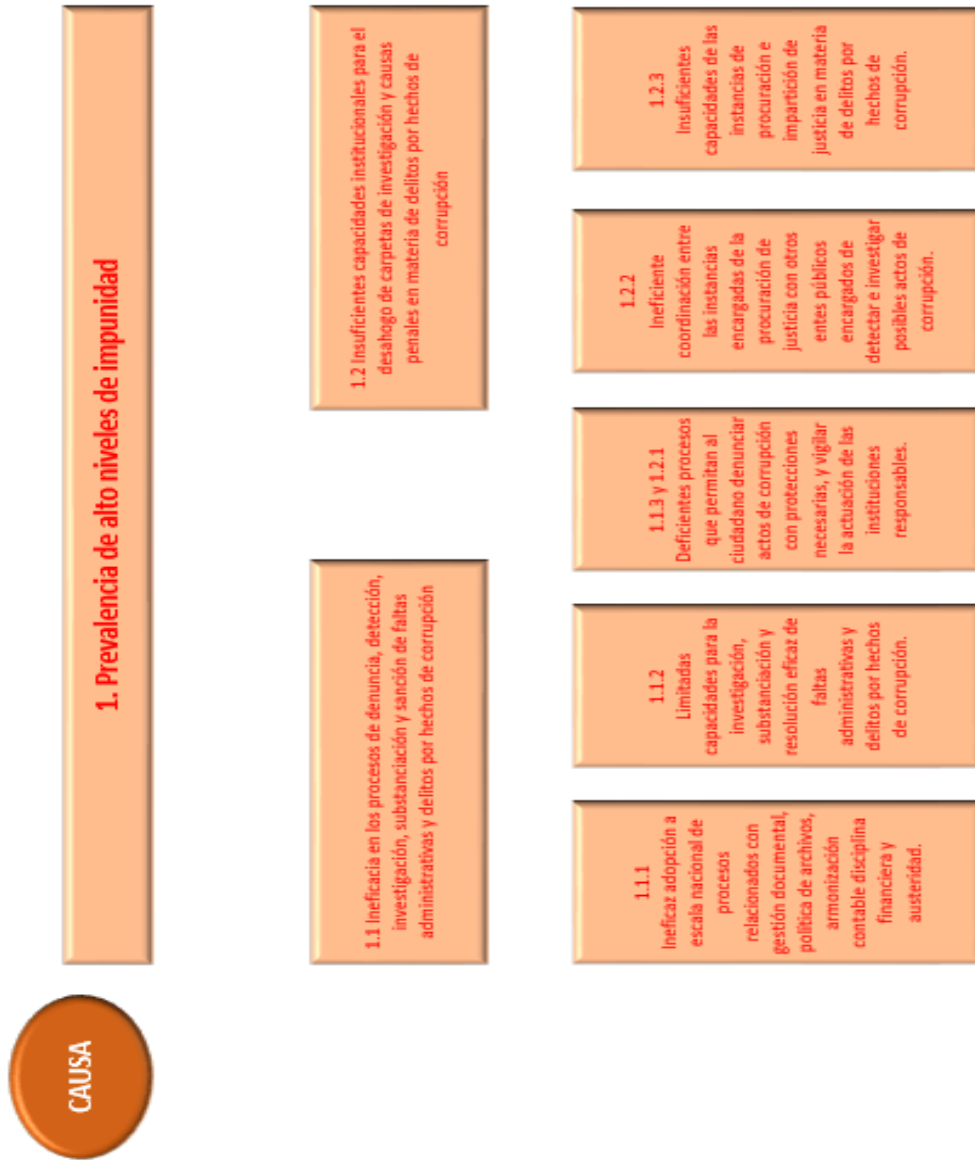 CAUSA
1. Prevalencia de alto niveles de impunidad
1.1 Ineficacia en los procesos de denuncia, detección,
investigación, substanciación y sanción de faltas
administrativas y delitos por hechos de corrupción
1.2 Insuficientes capacidades institucionales para el
desahogo de carpetas de investigación y causas
penales en materia de delitos por hechos de
corrupción
1.1.1
Ineficaz adopción a
escala nacional de
procesos
relacionados con
gestión documental,
política de archivos,
armonización
contable disciplina
financiera y
austeridad.
1.1.2
Limitadas
capacidades para la
investigación,
substanciación y
resolución eficaz de
faltas
administrativas y
delitos por hechos
de corrupción.
1.1.3 y 1.2.1
Deficientes procesos
que permitan al
ciudadano denunciar
actos de corrupción
con protecciones
necesarias, y vigilar
la actuación de las
instituciones
responsables.
1.2.2
Ineficiente
coordinación entre
las instancias
encargadas de la
procuración de
justicia con otros
entes públicos
encargados de
detectar e investigar
posibles actos de
corrupción.
1.2.3
Insuficientes
capacidades de las
instancias de
procuración e
impartición de
justicia en materia
de delitos por
hechos de
corrupción.